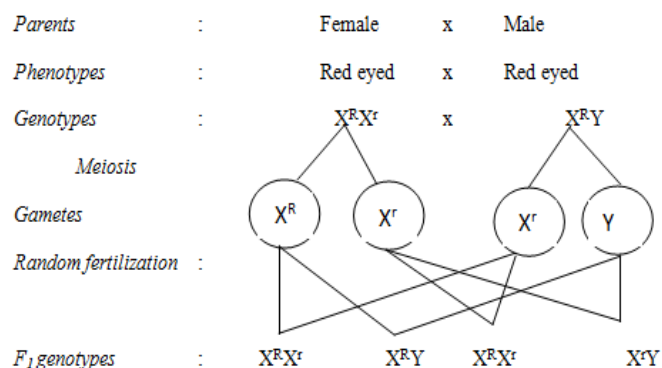 Parents : Female x Male
Phenotypes : Red eyed x Red eyed
Genotypes : XᴿXʳ x XᴿY
Meiosis
Gametes Xᴿ Xʳ Xʳ Y
Random fertilization :
F₁ genotypes : XᴿXʳ XᴿY XᴿXʳ XʳY